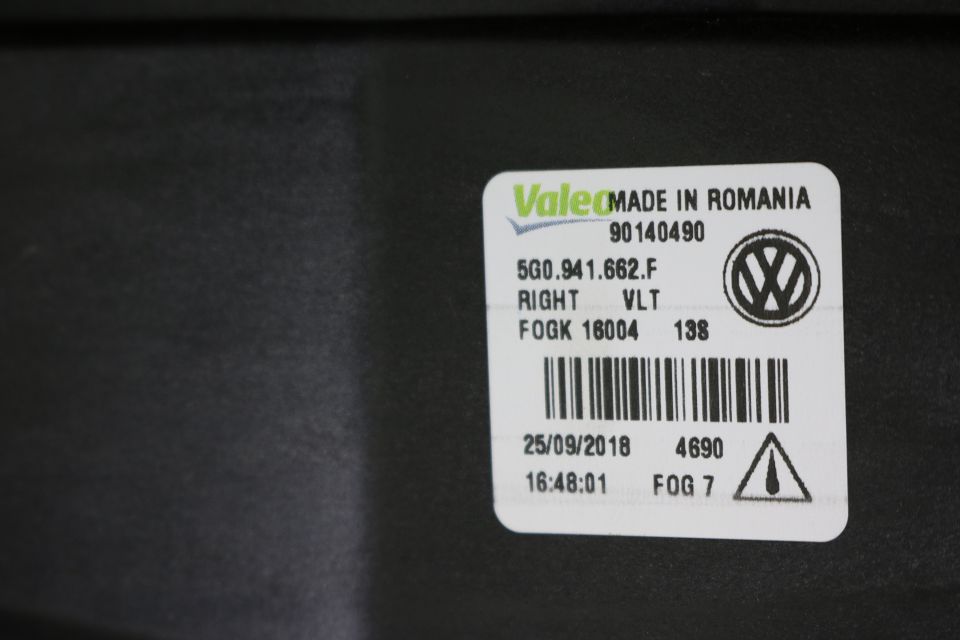 Valeo MADE IN ROMANIA
90140490
5G0.941.662.F
RIGHT VLT
FOGK 16004 138
25/09/2018 4690
16:48:01 FOG 7